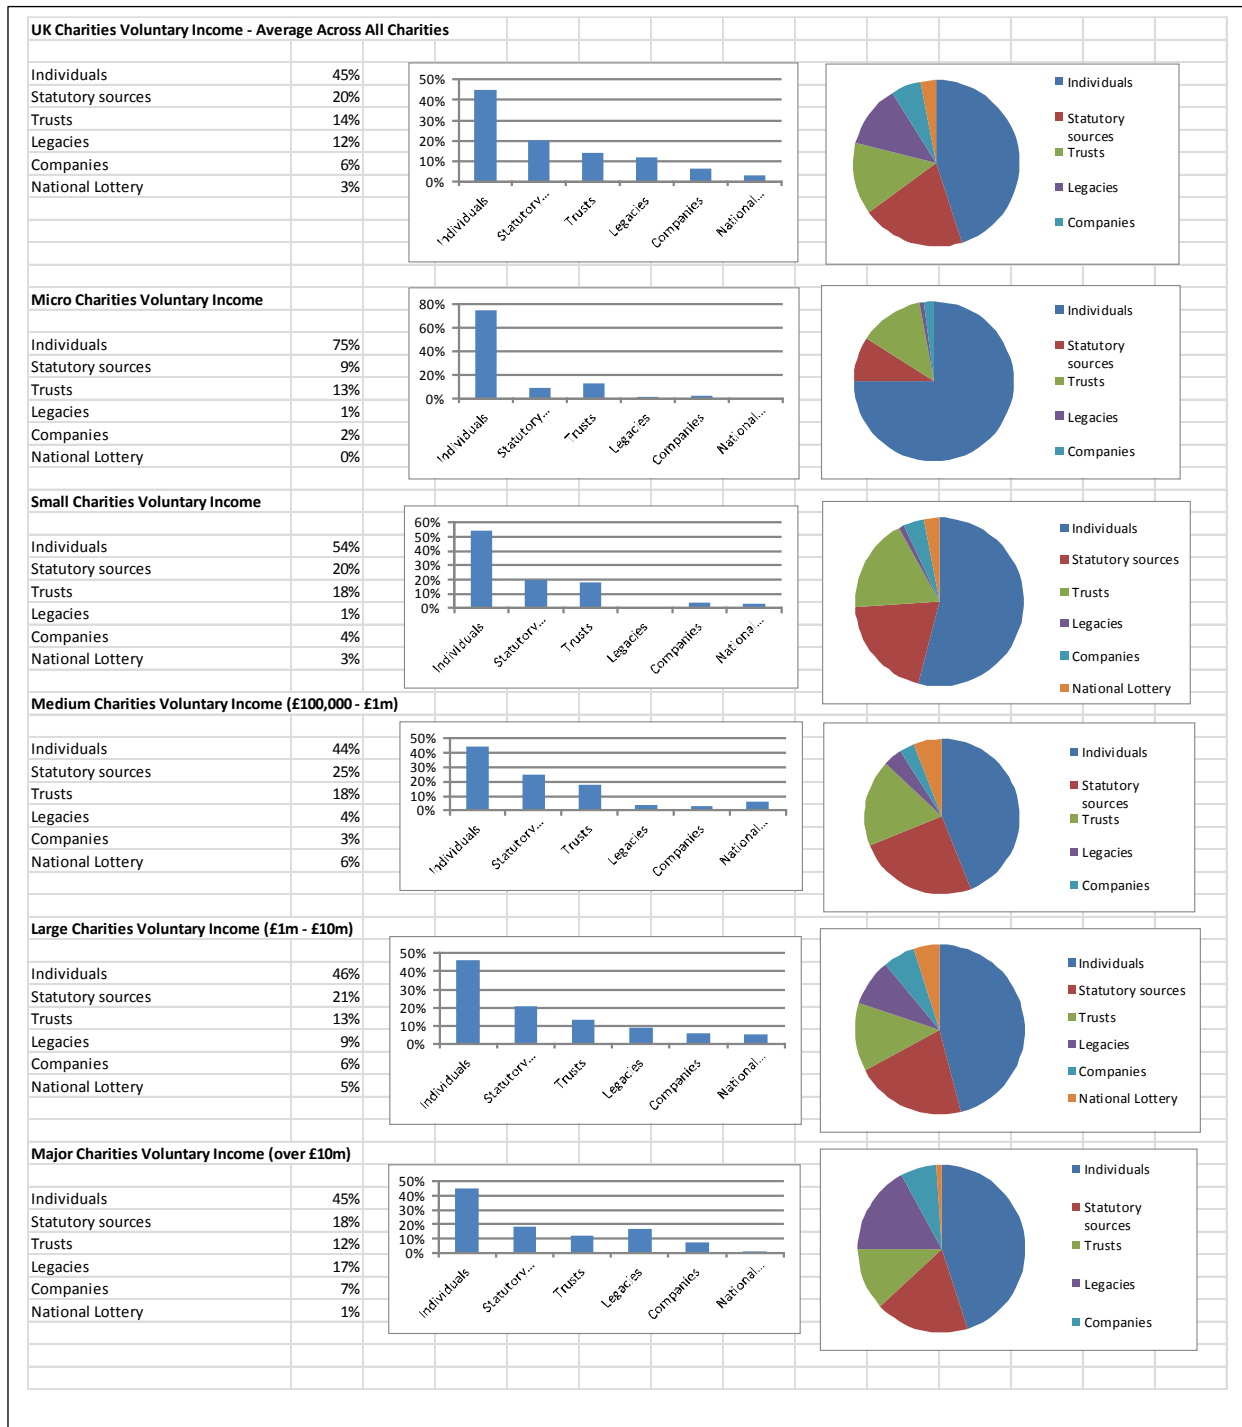 UK Charities Voluntary Income - Average Across All Charities
Individuals 45%
Statutory sources 20%
Trusts 14%
Legacies 12%
Companies 6%
National Lottery 3%
50%
40%
30%
20%
10%
0%
Individuals
Statutory...
Trusts
Legacies
Companies
National...
Individuals
Statutory
sources
Trusts
Legacies
Companies
Micro Charities Voluntary Income
Individuals 75%
Statutory sources 9%
Trusts 13%
Legacies 1%
Companies 2%
National Lottery 0%
80%
60%
40%
20%
0%
Individuals
Statutory...
Trusts
Legacies
Companies
National...
Individuals
Statutory
sources
Trusts
Legacies
Companies
Small Charities Voluntary Income
Individuals 54%
Statutory sources 20%
Trusts 18%
Legacies 1%
Companies 4%
National Lottery 3%
60%
50%
40%
30%
20%
10%
0%
Individuals
Statutory...
Trusts
Legacies
Companies
National...
Individuals
Statutory sources
Trusts
Legacies
Companies
National Lottery
Medium Charities Voluntary Income (£100,000 - £1m)
Individuals 44%
Statutory sources 25%
Trusts 18%
Legacies 4%
Companies 3%
National Lottery 6%
50%
40%
30%
20%
10%
0%
Individuals
Statutory...
Trusts
Legacies
Companies
National...
Individuals
Statutory
sources
Trusts
Legacies
Companies
Large Charities Voluntary Income (£1m - £10m)
Individuals 46%
Statutory sources 21%
Trusts 13%
Legacies 9%
Companies 6%
National Lottery 5%
50%
40%
30%
20%
10%
0%
Individuals
Statutory...
Trusts
Legacies
Companies
National...
Individuals
Statutory sources
Trusts
Legacies
Companies
National Lottery
Major Charities Voluntary Income (over £10m)
Individuals 45%
Statutory sources 18%
Trusts 12%
Legacies 17%
Companies 7%
National Lottery 1%
50%
40%
30%
20%
10%
0%
Individuals
Statutory...
Trusts
Legacies
Companies
National...
Individuals
Statutory
sources
Trusts
Legacies
Companies